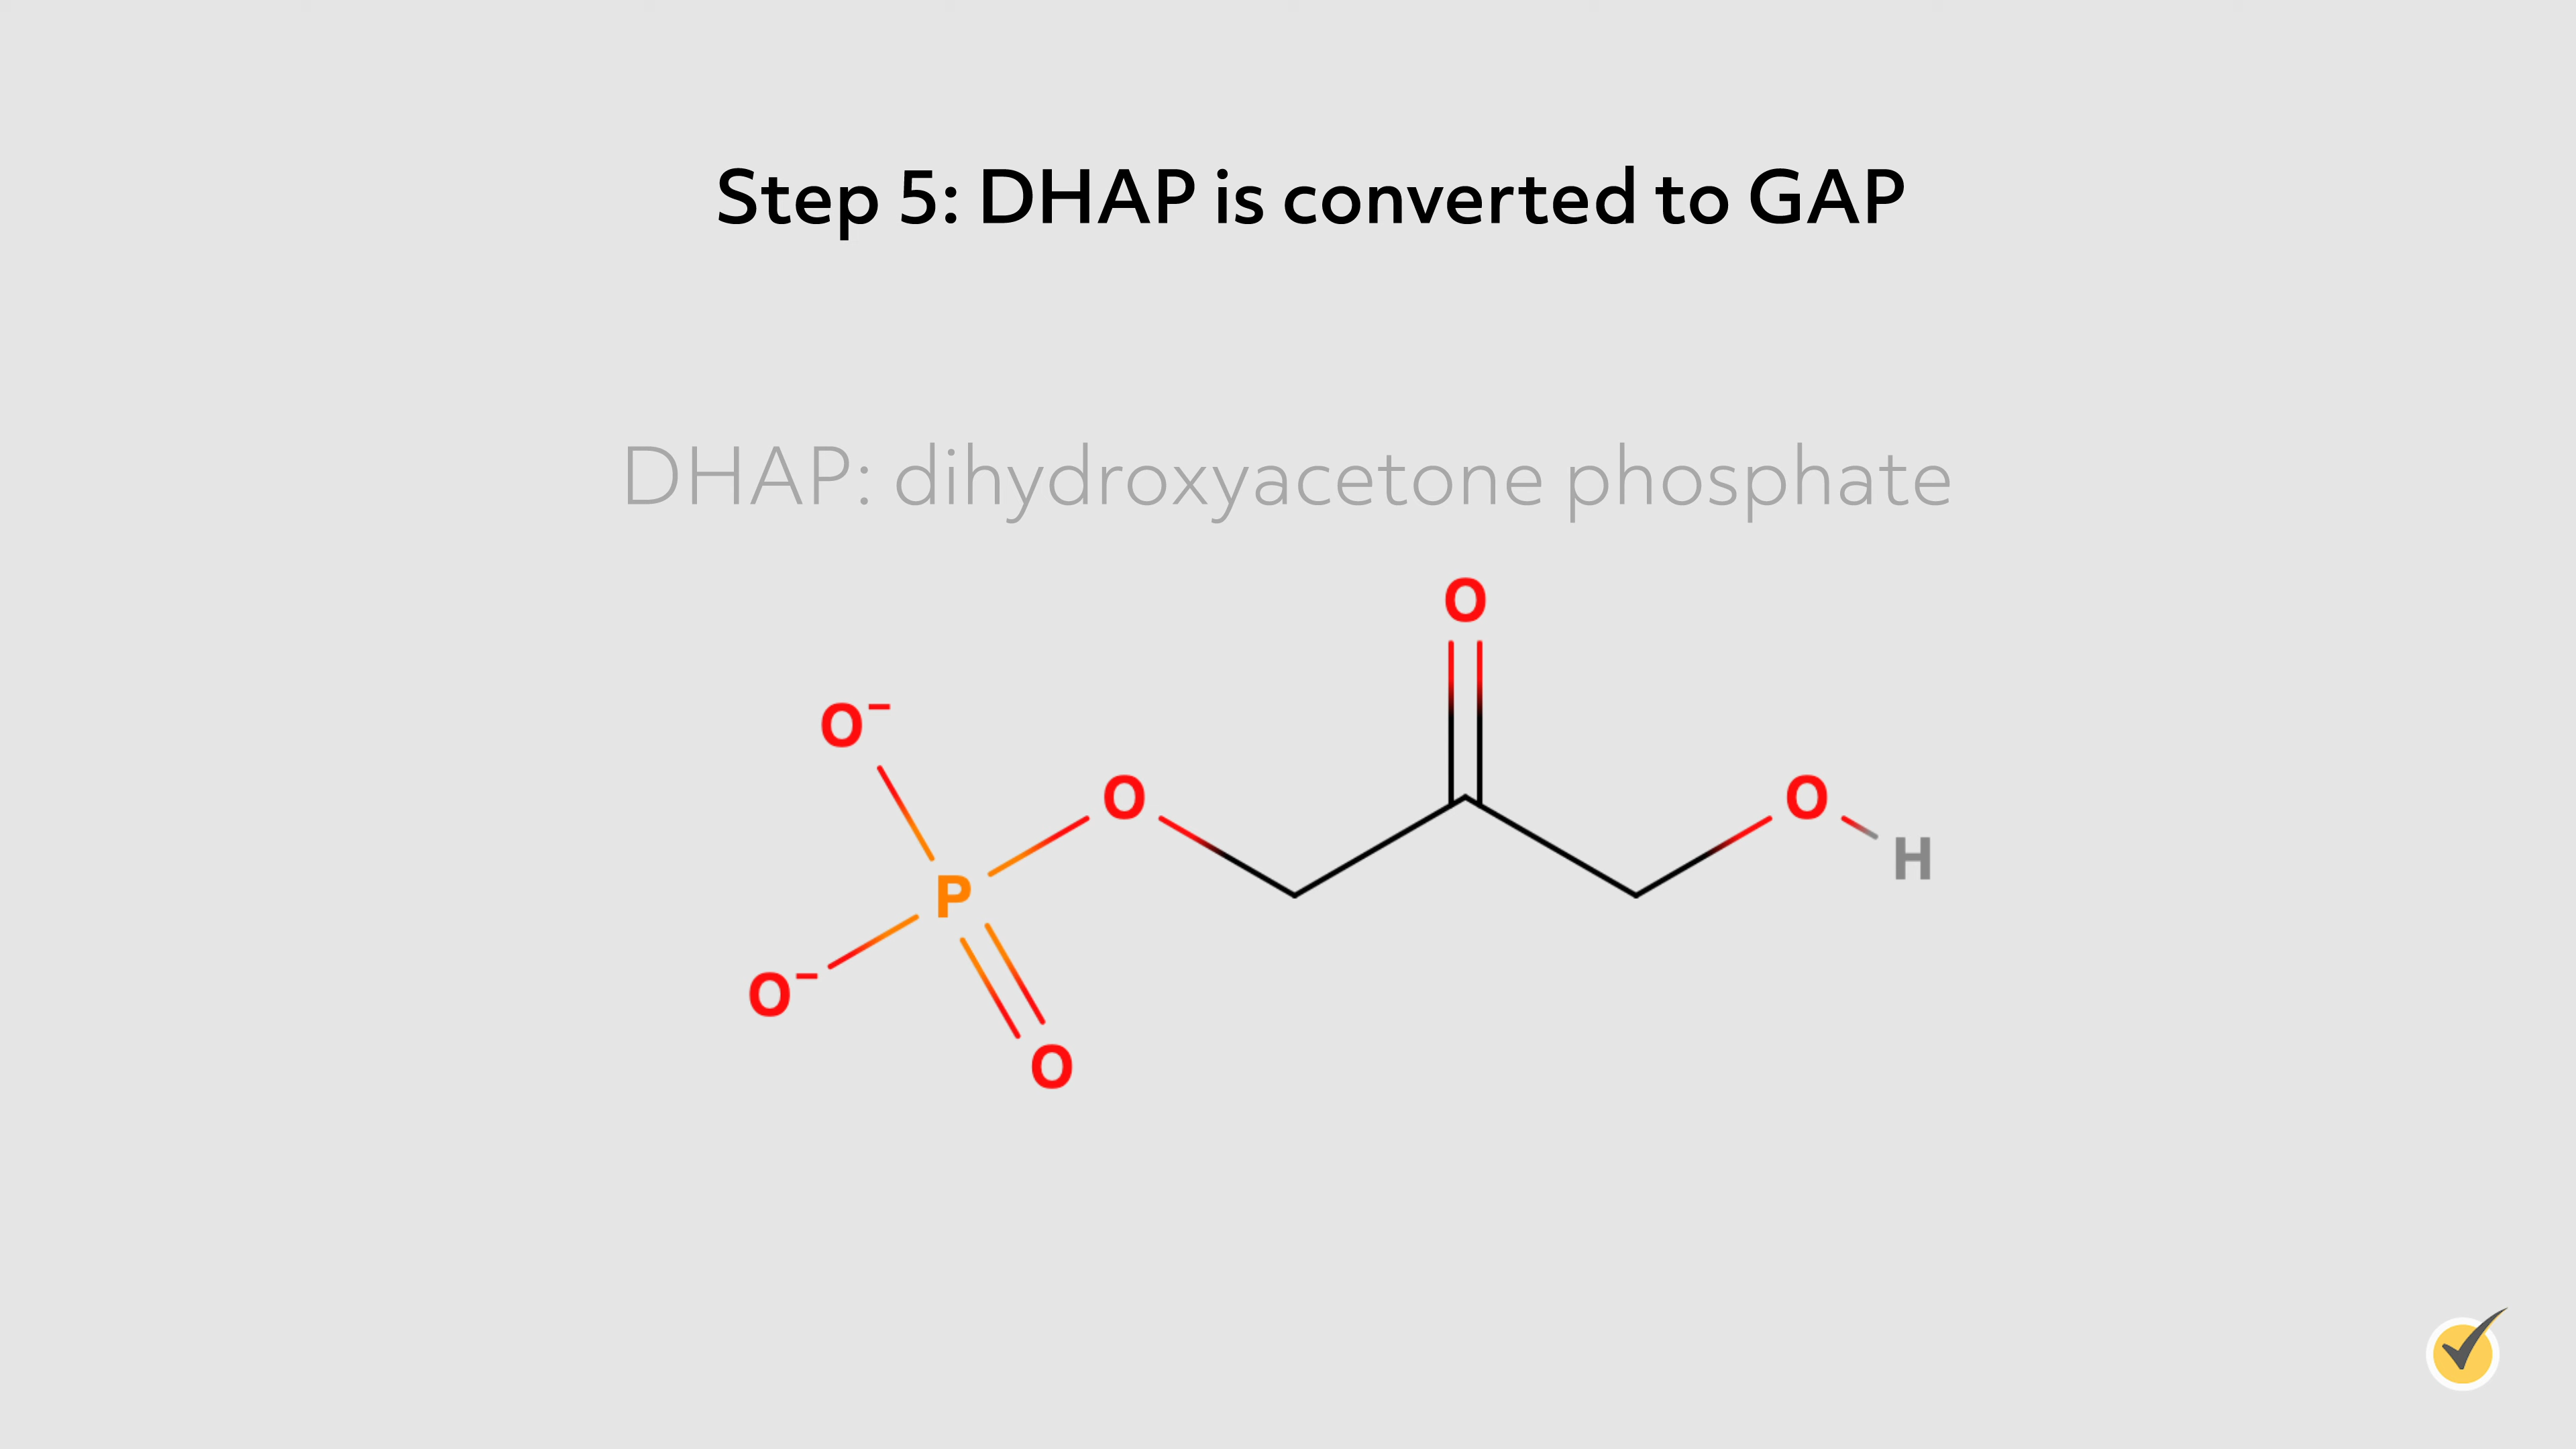 Step 5: DHAP is converted to GAP
DHAP: dihydroxyacetone phosphate
O
O⁻
O
O
H
P
O⁻
O